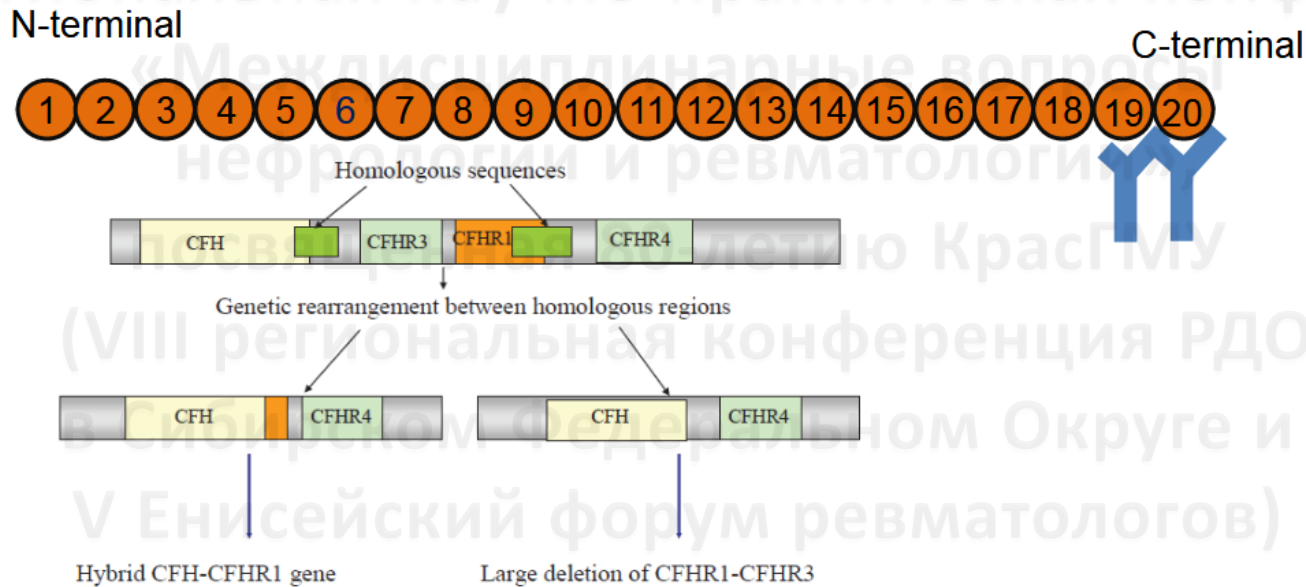 N-terminal
C-terminal
«Междисциплинарные вопросы
1 2 3 4 5 6 7 8 9 10 11 12 13 14 15 16 17 18 19 20
нефрологии и ревматологии»,
Homologous sequences
CFH CFHR3 CFHR1 CFHR4
посвященная 80-летию КрасГМУ
Genetic rearrangement between homologous regions
(VIII региональная конференция РДО
CFH CFHR4 CFH CFHR4
в Сибирском Федеральном Округе и
V Енисейский форум ревматологов)
Hybrid CFH-CFHR1 gene
Large deletion of CFHR1-CFHR3